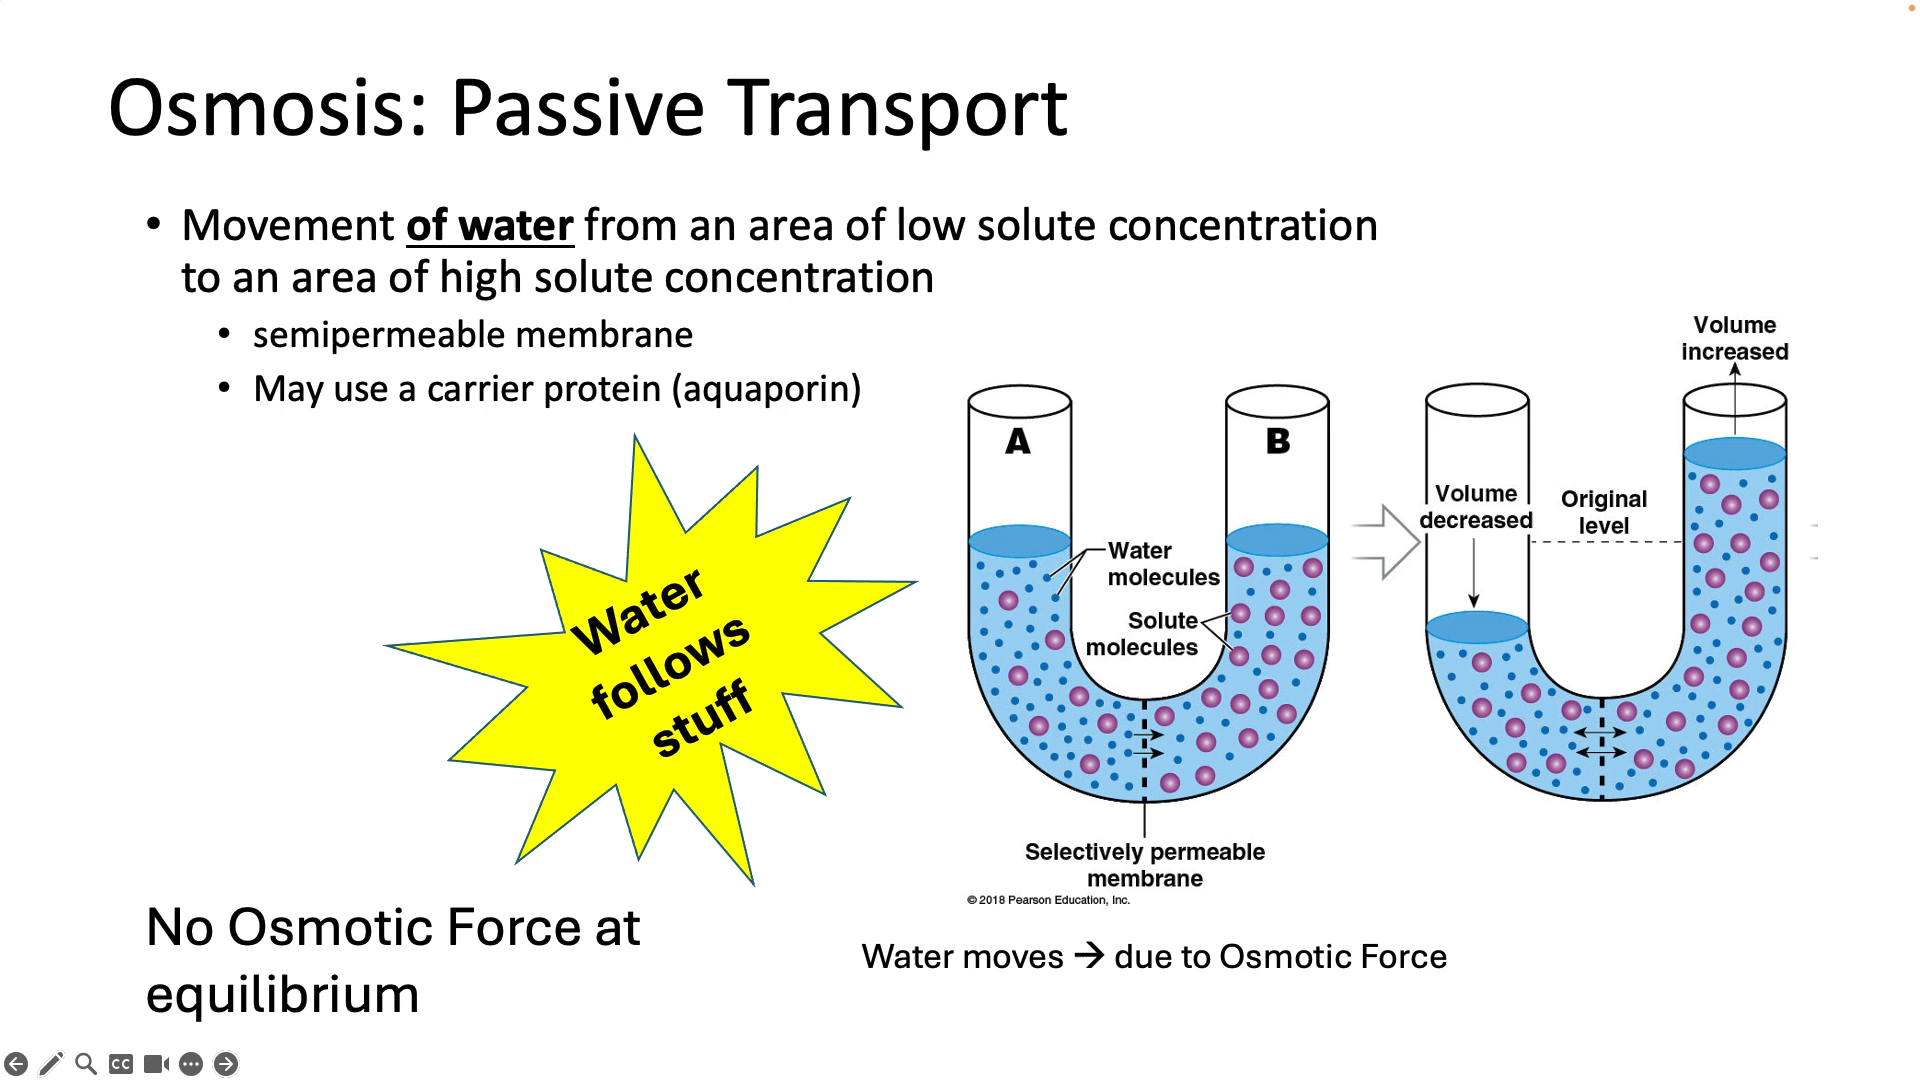 Osmosis: Passive Transport
• Movement of water from an area of low solute concentration
to an area of high solute concentration
• semipermeable membrane
• May use a carrier protein (aquaporin)
Water
follows
stuff
No Osmotic Force at
equilibrium
A
B
Water
molecules
Solute
molecules
Selectively permeable
membrane
© 2018 Pearson Education, Inc.
Volume
decreased
Original
level
Volume
increased
Water moves → due to Osmotic Force
CC